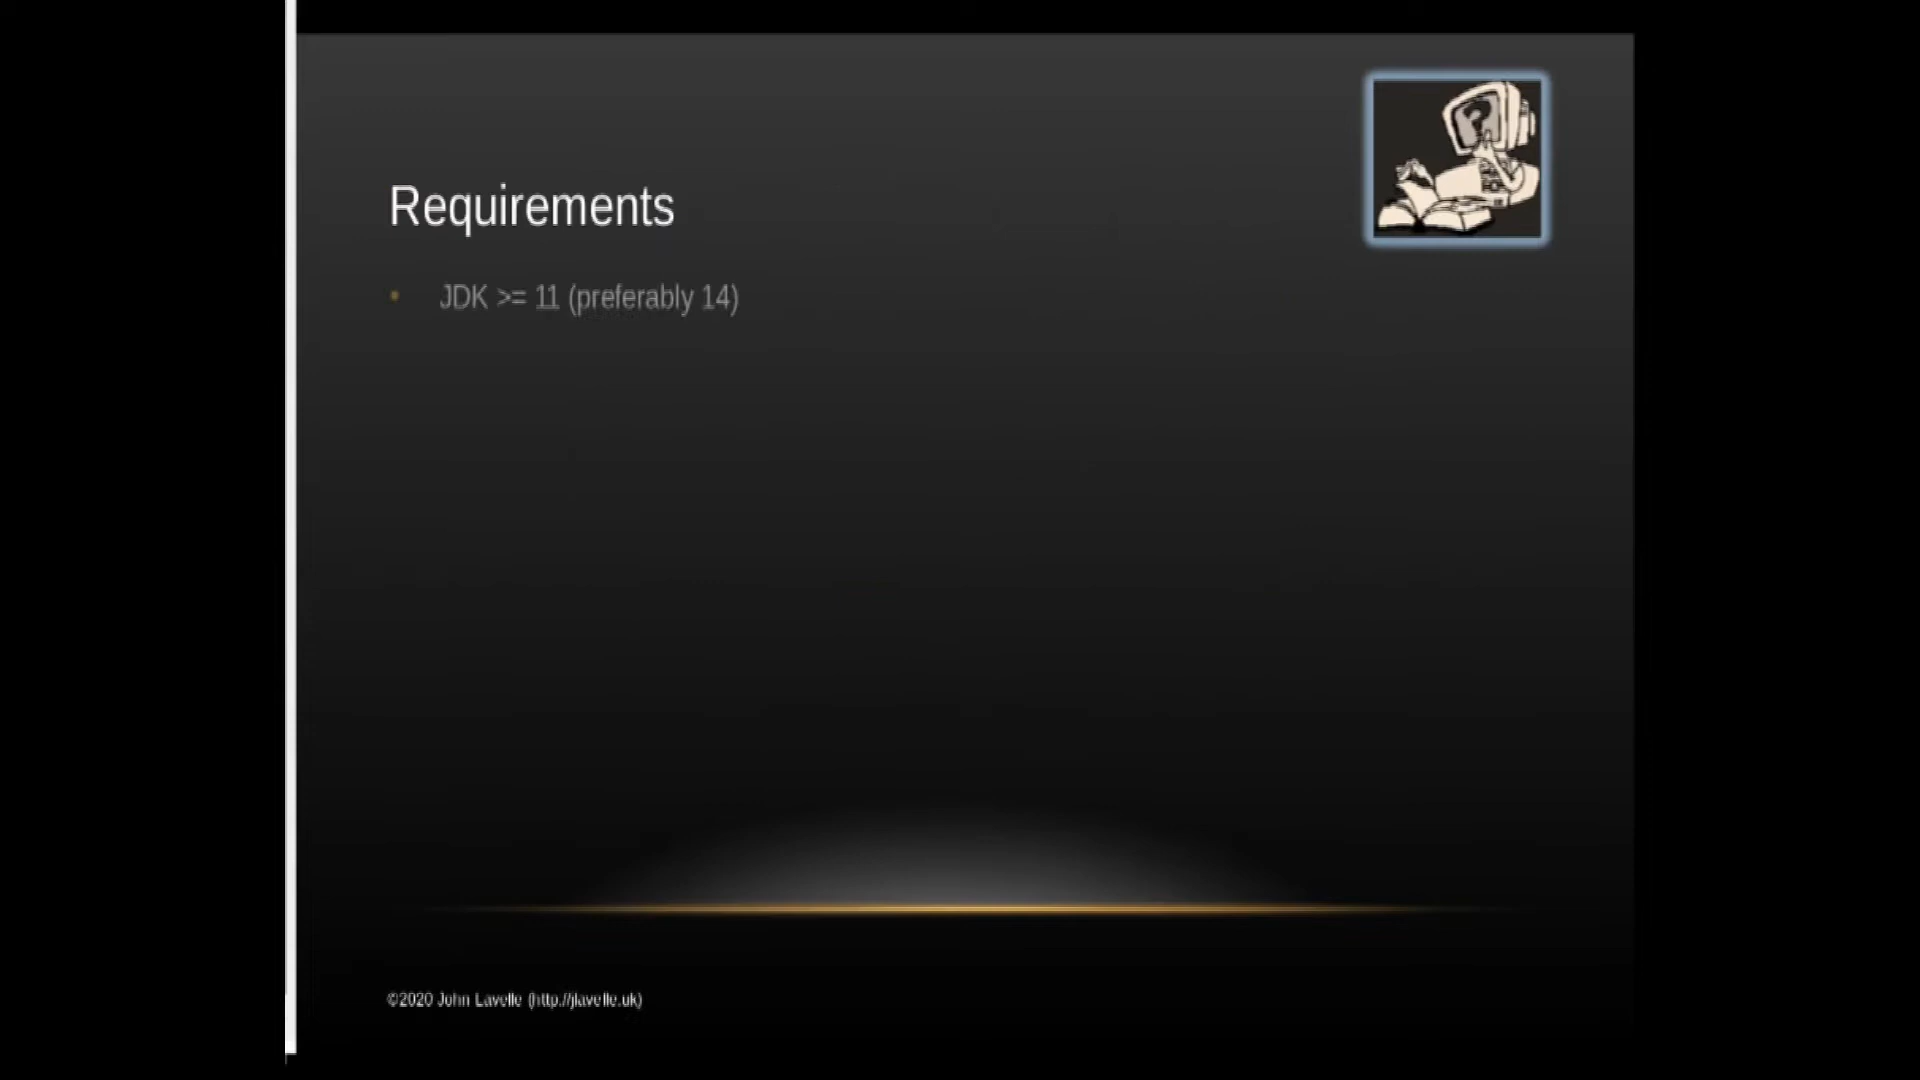 Requirements
• JDK >= 11 (preferably 14)
?
©2020 John Lavelle (http://jlavelle.uk)